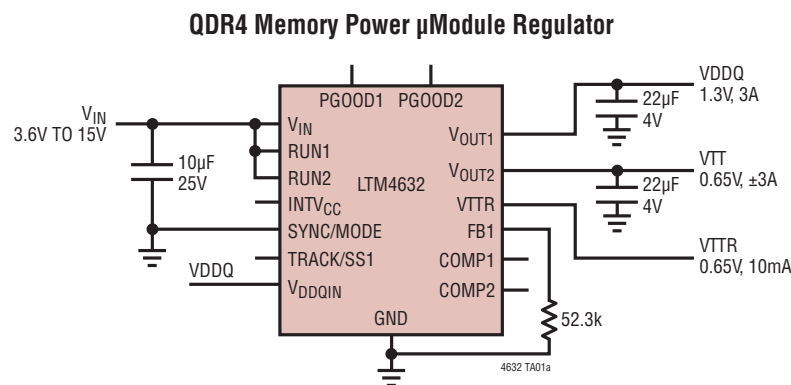 QDR4 Memory Power µModule Regulator
PGOOD1 PGOOD2
VIN
3.6V TO 15V
10µF
25V
VDDQ
VIN
RUN1
RUN2
INTVCC
SYNC/MODE
TRACK/SS1
VDDQIN
LTM4632
GND
VOUT1
VOUT2
VTTR
FB1
COMP1
COMP2
22µF
4V
VDDQ
1.3V, 3A
22µF
4V
VTT
0.65V, ±3A
VTTR
0.65V, 10mA
52.3k
4632 TA01a